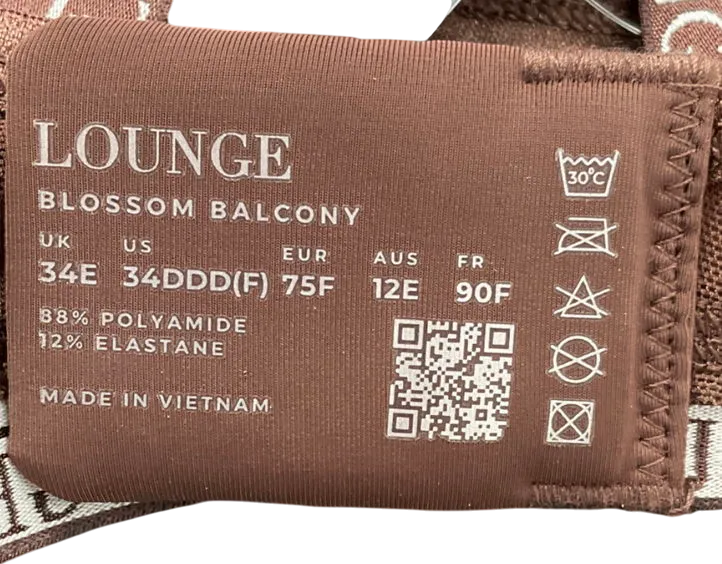 LOUNGE
BLOSSOM BALCONY
UK US EUR AUS FR
34E 34DDD(F) 75F 12E 90F
88% POLYAMIDE
12% ELASTANE
MADE IN VIETNAM
30°C